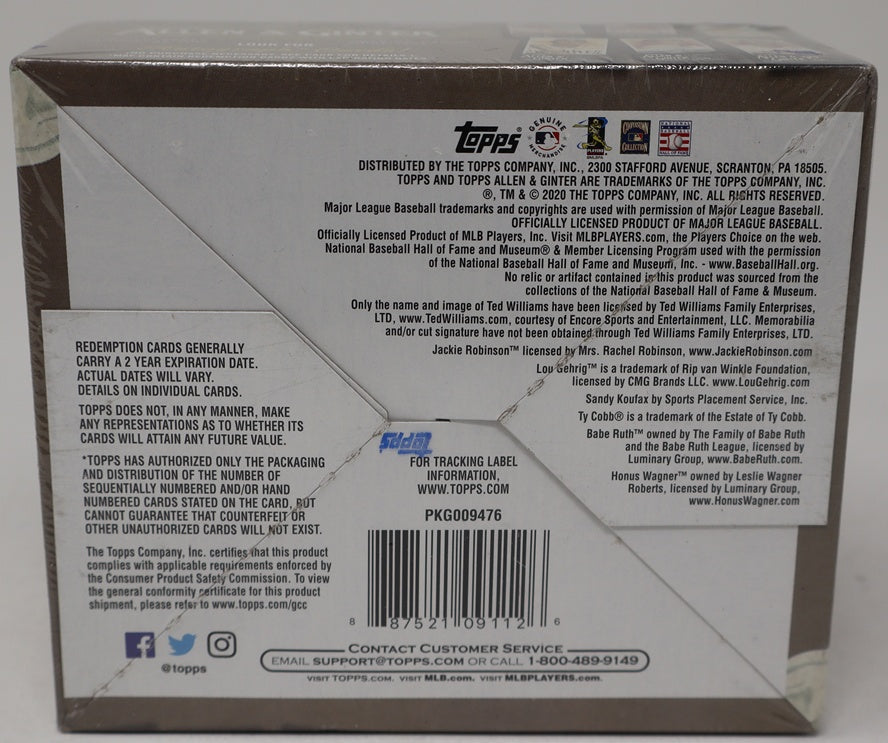 ALLEN & GINTER
LOOK FOR
topps®
GENUINE MERCHANDISE
PLAYERS
COOPERSTOWN COLLECTION
NATIONAL BASEBALL HALL OF FAME
DISTRIBUTED BY THE TOPPS COMPANY, INC., 2300 STAFFORD AVENUE, SCRANTON, PA 18505.
TOPPS AND TOPPS ALLEN & GINTER ARE TRADEMARKS OF THE TOPPS COMPANY, INC.
®, TM & © 2020 THE TOPPS COMPANY, INC. ALL RIGHTS RESERVED.
Major League Baseball trademarks and copyrights are used with permission of Major League Baseball.
OFFICIALLY LICENSED PRODUCT OF MAJOR LEAGUE BASEBALL.
Officially Licensed Product of MLB Players, Inc. Visit MLBPLAYERS.com, the Players Choice on the web.
National Baseball Hall of Fame and Museum® & Member Licensing Program used with the permission
of the National Baseball Hall of Fame and Museum, Inc. - www.BaseballHall.org.
No relic or artifact contained in this product was sourced from the
collections of the National Baseball Hall of Fame & Museum.
Only the name and image of Ted Williams have been licensed by Ted Williams Family Enterprises,
LTD, www.TedWilliams.com, courtesy of Encore Sports and Entertainment, LLC. Memorabilia
and/or cut signature have not been obtained through Ted Williams Family Enterprises, LTD.
Jackie Robinson™ licensed by Mrs. Rachel Robinson, www.JackieRobinson.com
Lou Gehrig™ is a trademark of Rip van Winkle Foundation,
licensed by CMG Brands LLC. www.LouGehrig.com
Sandy Koufax by Sports Placement Service, Inc.
Ty Cobb® is a trademark of the Estate of Ty Cobb.
Babe Ruth™ owned by The Family of Babe Ruth
and the Babe Ruth League, licensed by
Luminary Group, www.BabeRuth.com.
Honus Wagner™ owned by Leslie Wagner
Roberts, licensed by Luminary Group,
www.HonusWagner.com
REDEMPTION CARDS GENERALLY
CARRY A 2 YEAR EXPIRATION DATE.
ACTUAL DATES WILL VARY.
DETAILS ON INDIVIDUAL CARDS.
TOPPS DOES NOT, IN ANY MANNER, MAKE
ANY REPRESENTATIONS AS TO WHETHER ITS
CARDS WILL ATTAIN ANY FUTURE VALUE.
*TOPPS HAS AUTHORIZED ONLY THE PACKAGING
AND DISTRIBUTION OF THE NUMBER OF
SEQUENTIALLY NUMBERED AND/OR HAND
NUMBERED CARDS STATED ON THE CARD, BUT
CANNOT GUARANTEE THAT COUNTERFEIT OR
OTHER UNAUTHORIZED CARDS WILL NOT EXIST.
The Topps Company, Inc. certifies that this product
complies with applicable requirements enforced by
the Consumer Product Safety Commission. To view
the general conformity certificate for this product
shipment, please refer to www.topps.com/gcc
@topps
topps
FOR TRACKING LABEL
INFORMATION,
WWW.TOPPS.COM
PKG009476
8 87521 09112 6
CONTACT CUSTOMER SERVICE
EMAIL SUPPORT@TOPPS.COM OR CALL 1-800-489-9149
VISIT TOPPS.COM. VISIT MLB.com. VISIT MLBPLAYERS.com.